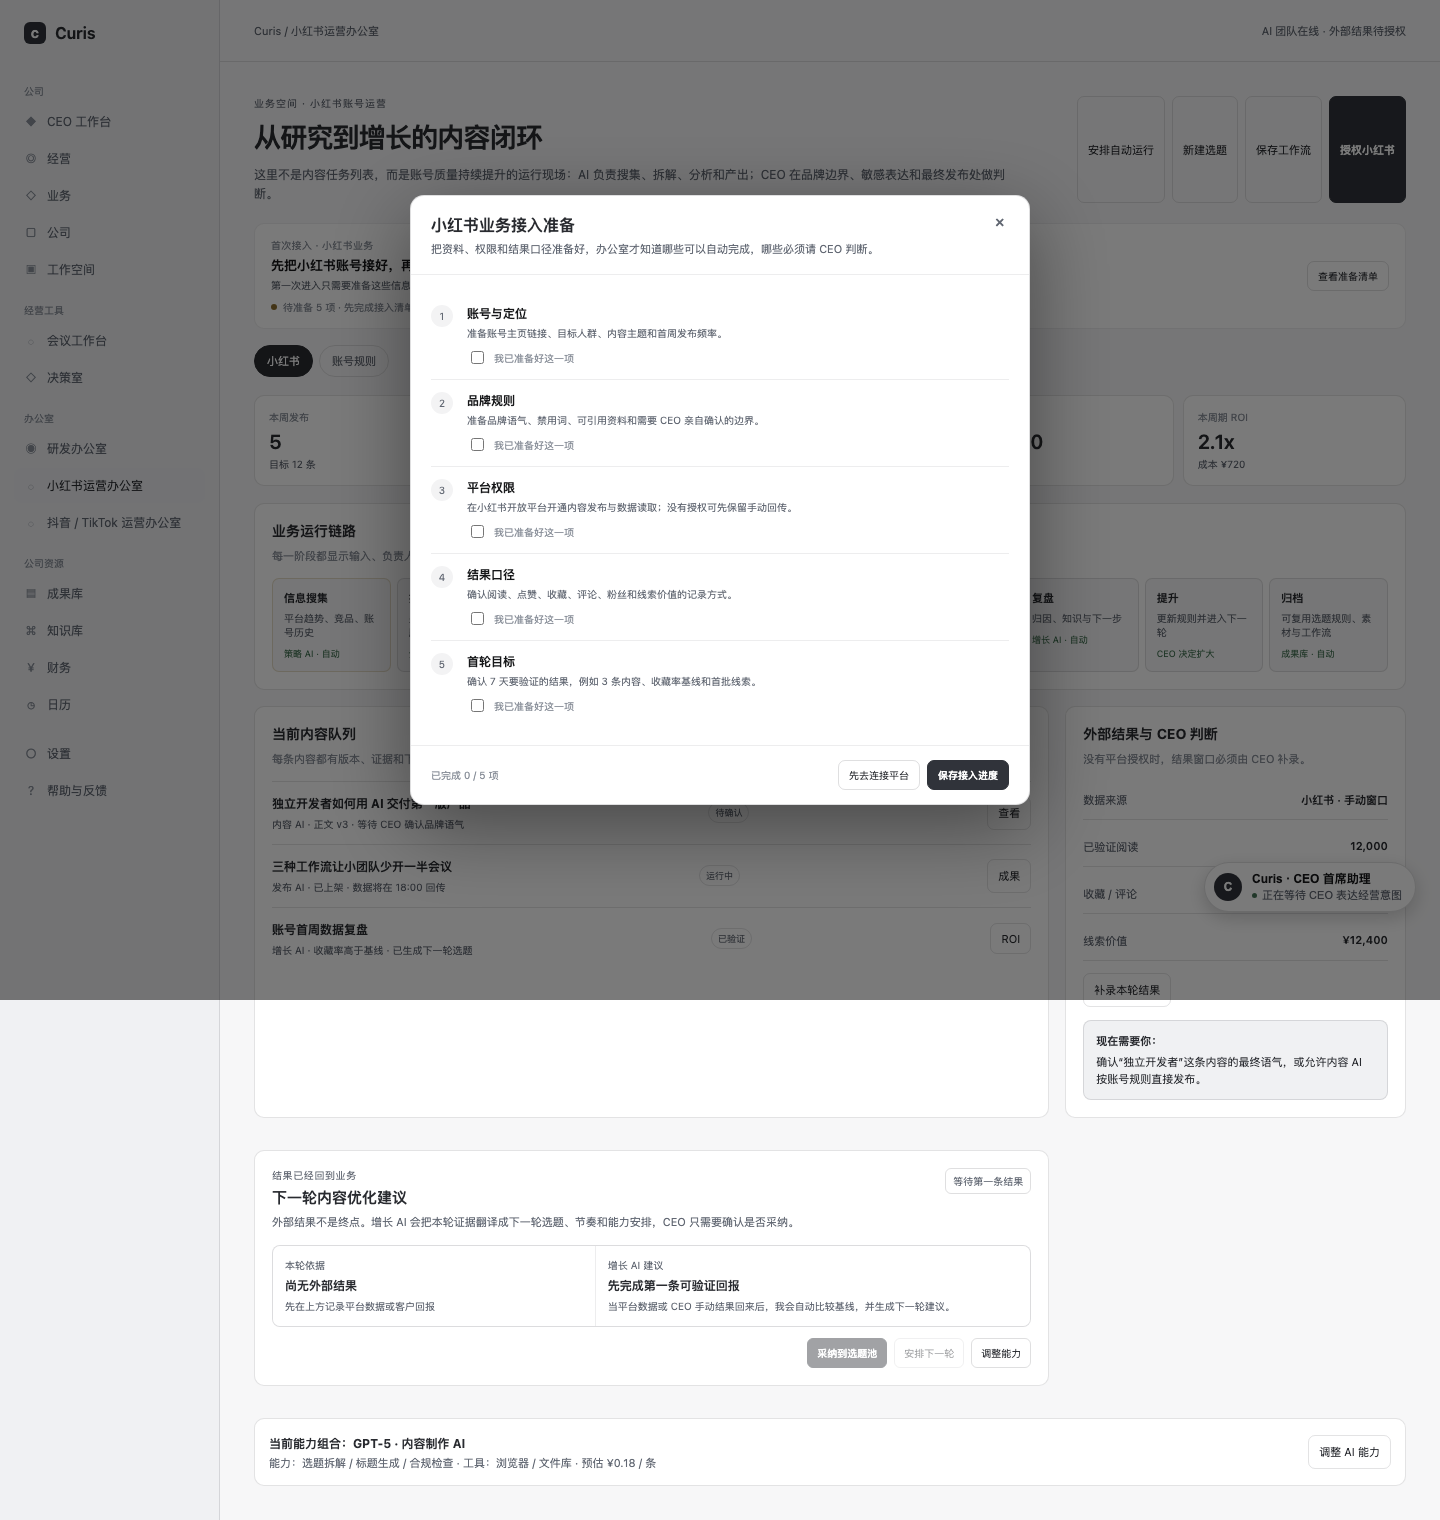 C Curis
公司
CEO 工作台
经营
业务
公司
工作空间
经营工具
会议工作台
决策室
办公室
研发办公室
小红书运营办公室
抖音 / TikTok 运营办公室
公司资源
成果库
知识库
¥ 财务
日历
设置
? 帮助与反馈
Curis / 小红书运营办公室
AI 团队在线 · 外部结果待授权
业务空间 · 小红书账号运营
从研究到增长的内容闭环
这里不是内容任务列表，而是账号质量持续提升的运行现场：AI 负责搜集、拆解、分析和产出；CEO 在品牌边界、敏感表达和最终发布处做判
断。
安排自动运行
新建选题
保存工作流
授权小红书
首次接入 · 小红书业务
先把小红书账号接好，再
第一次进入只需要准备这些信息
待准备 5 项 · 先完成接入清单
查看准备清单
小红书
账号规则
本周发布
5
目标 12 条
0
本周期 ROI
2.1x
成本 ¥720
业务运行链路
每一阶段都显示输入、负责人
信息搜集
平台趋势、竞品、账
号历史
策略 AI · 自动
复盘
归因、知识与下一步
增长 AI · 自动
提升
更新规则并进入下一
轮
CEO 决定扩大
归档
可复用选题规则、素
材与工作流
成果库 · 自动
小红书业务接入准备
×
把资料、权限和结果口径准备好，办公室才知道哪些可以自动完成，哪些必须请 CEO 判断。
1 账号与定位
准备账号主页链接、目标人群、内容主题和首周发布频率。
我已准备好这一项
2 品牌规则
准备品牌语气、禁用词、可引用资料和需要 CEO 亲自确认的边界。
我已准备好这一项
3 平台权限
在小红书开放平台开通内容发布与数据读取；没有授权可先保留手动回传。
我已准备好这一项
4 结果口径
确认阅读、点赞、收藏、评论、粉丝和线索价值的记录方式。
我已准备好这一项
5 首轮目标
确认 7 天要验证的结果，例如 3 条内容、收藏率基线和首批线索。
我已准备好这一项
已完成 0 / 5 项
先去连接平台
保存接入进度
当前内容队列
每条内容都有版本、证据和下
独立开发者如何用 AI 交付第一版产品
内容 AI · 正文 v3 · 等待 CEO 确认品牌语气
待确认
查看
三种工作流让小团队少开一半会议
发布 AI · 已上架 · 数据将在 18:00 回传
运行中
成果
账号首周数据复盘
增长 AI · 收藏率高于基线 · 已生成下一轮选题
已验证
ROI
外部结果与 CEO 判断
没有平台授权时，结果窗口必须由 CEO 补录。
数据来源
小红书 · 手动窗口
已验证阅读
12,000
收藏 / 评论
C Curis · CEO 首席助理
正在等待 CEO 表达经营意图
线索价值
¥12,400
补录本轮结果
现在需要你：
确认“独立开发者”这条内容的最终语气，或允许内容 AI
按账号规则直接发布。
结果已经回到业务
下一轮内容优化建议
外部结果不是终点。增长 AI 会把本轮证据翻译成下一轮选题、节奏和能力安排，CEO 只需要确认是否采纳。
等待第一条结果
本轮依据
尚无外部结果
先在上方记录平台数据或客户回报
增长 AI 建议
先完成第一条可验证回报
当平台数据或 CEO 手动结果回来后，我会自动比较基线，并生成下一轮建议。
采纳到选题池
安排下一轮
调整能力
当前能力组合：GPT-5 · 内容制作 AI
能力：选题拆解 / 标题生成 / 合规检查 · 工具：浏览器 / 文件库 · 预估 ¥0.18 / 条
调整 AI 能力